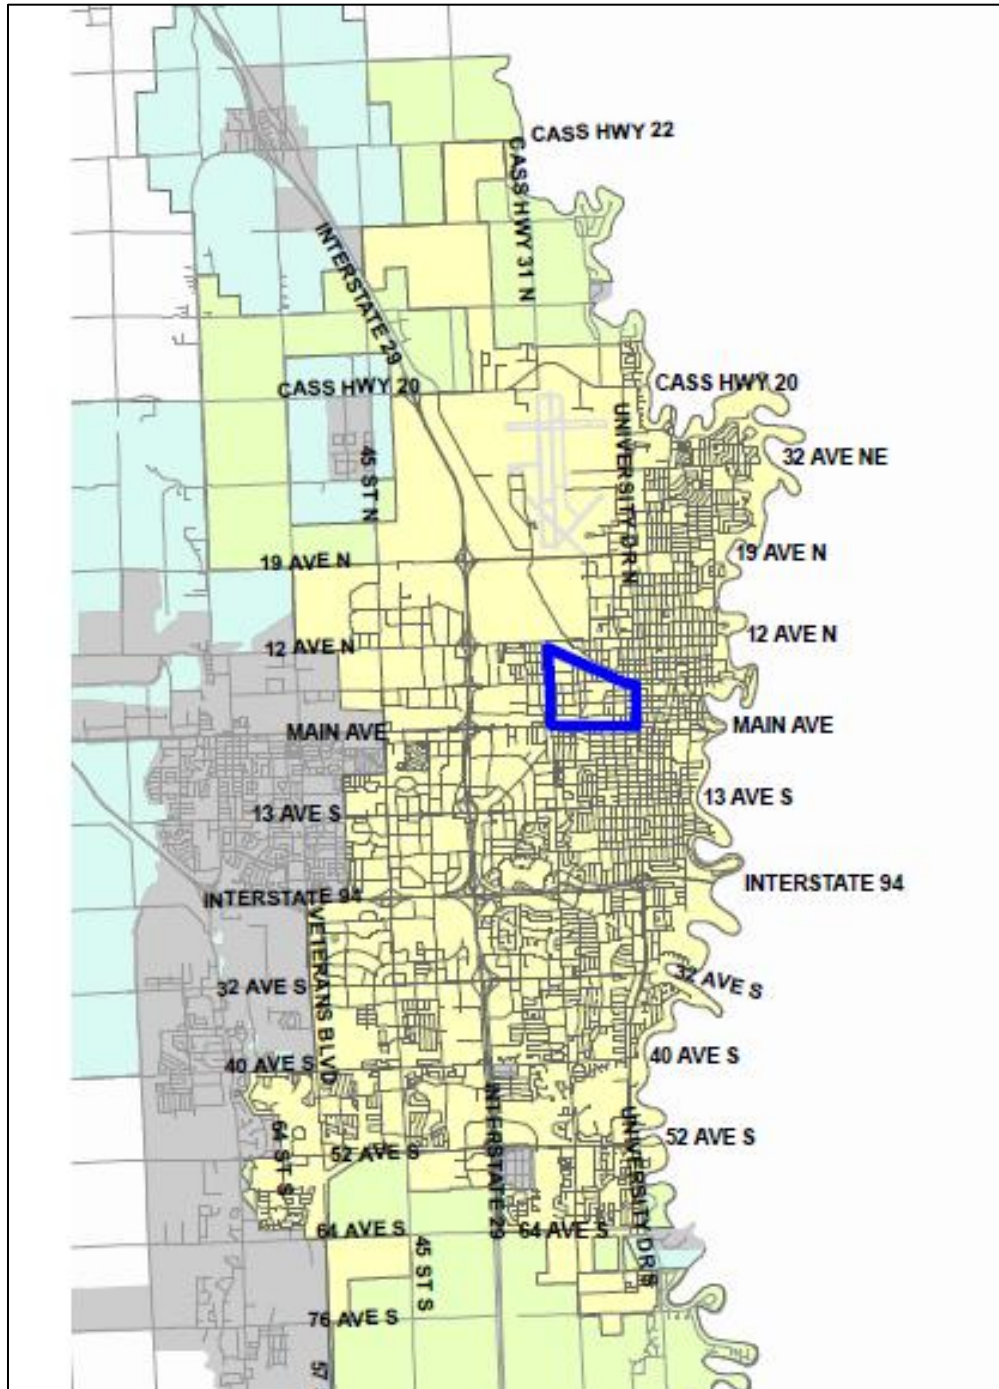 CASS HWY 22
CASS HWY 31 N
INTERSTATE 29
CASS HWY 20
CASS HWY 20
UNIVERSITY DR N
45 ST N
32 AVE NE
19 AVE N
19 AVE N
12 AVE N
12 AVE N
MAIN AVE
MAIN AVE
13 AVE S
13 AVE S
INTERSTATE 94
INTERSTATE 94
VETERANS BLVD
32 AVE S
32 AVE S
40 AVE S
40 AVE S
INTERSTATE 29
UNIVERSITY DR S
64 ST S
52 AVE S
52 AVE S
64 AVE S
64 AVE S
45 ST S
76 AVE S
57